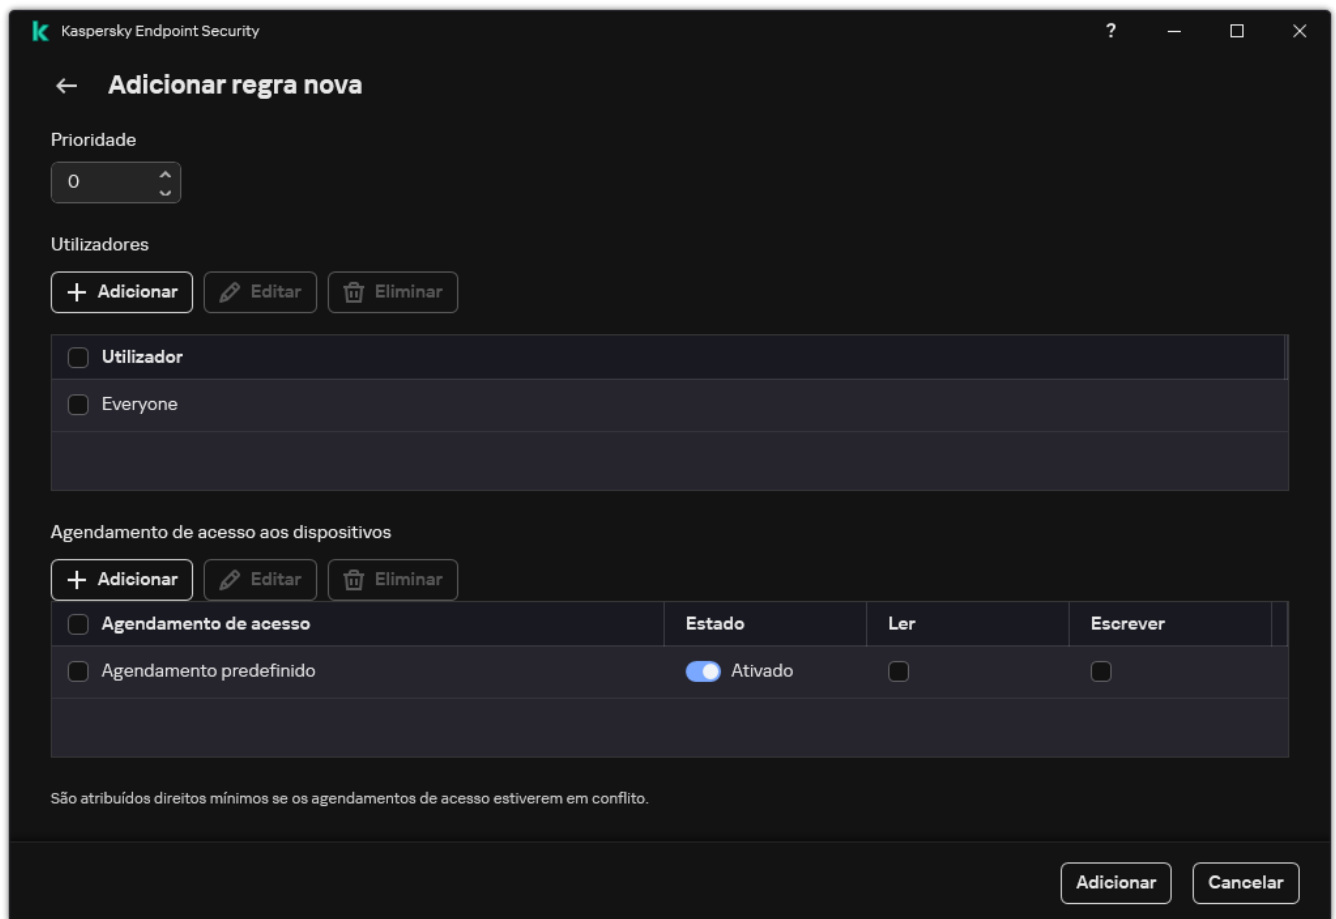 Kaspersky Endpoint Security ?
Adicionar regra nova
Prioridade
0
Utilizadores
Adicionar Editar Eliminar
Utilizador
Everyone
Agendamento de acesso aos dispositivos
Adicionar Editar Eliminar
Agendamento de acesso Estado Ler Escrever
Agendamento predefinido Ativado
São atribuídos direitos mínimos se os agendamentos de acesso estiverem em conflito.
Adicionar Cancelar